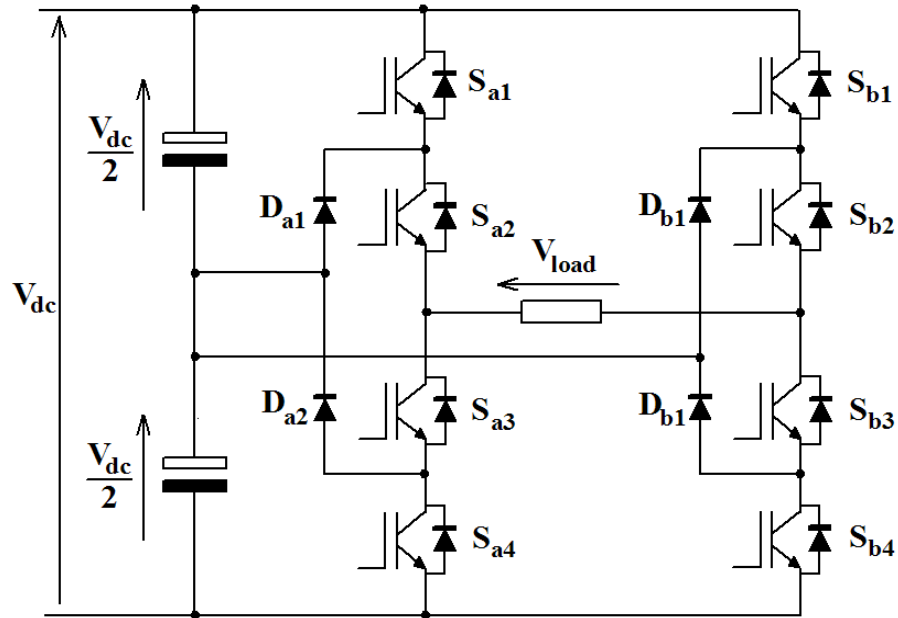 V_dc
V_dc
2
V_dc
2
D_a1
D_a2
S_a1
S_a2
S_a3
S_a4
V_load
D_b1
D_b1
S_b1
S_b2
S_b3
S_b4